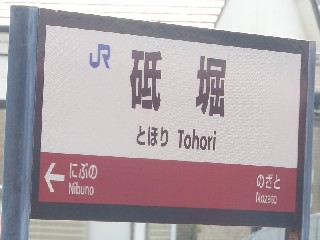 JR
砥堀
とほり Tohori
にぶの
Nibuno
のざと
Nozato